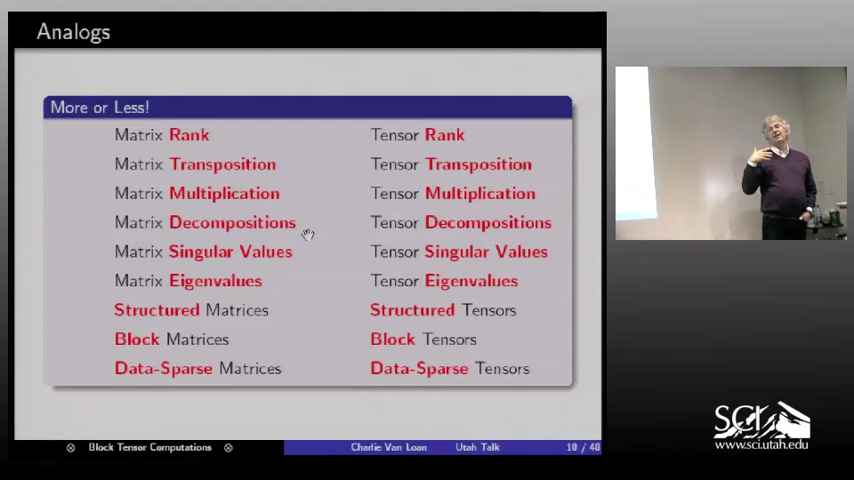 Analogs
More or Less!
Matrix Rank Tensor Rank
Matrix Transposition Tensor Transposition
Matrix Multiplication Tensor Multiplication
Matrix Decompositions Tensor Decompositions
Matrix Singular Values Tensor Singular Values
Matrix Eigenvalues Tensor Eigenvalues
Structured Matrices Structured Tensors
Block Matrices Block Tensors
Data-Sparse Matrices Data-Sparse Tensors
⊗ Block Tensor Computations ⊗ Charlie Van Loan Utah Talk 10 / 48
SCI
www.sci.utah.edu